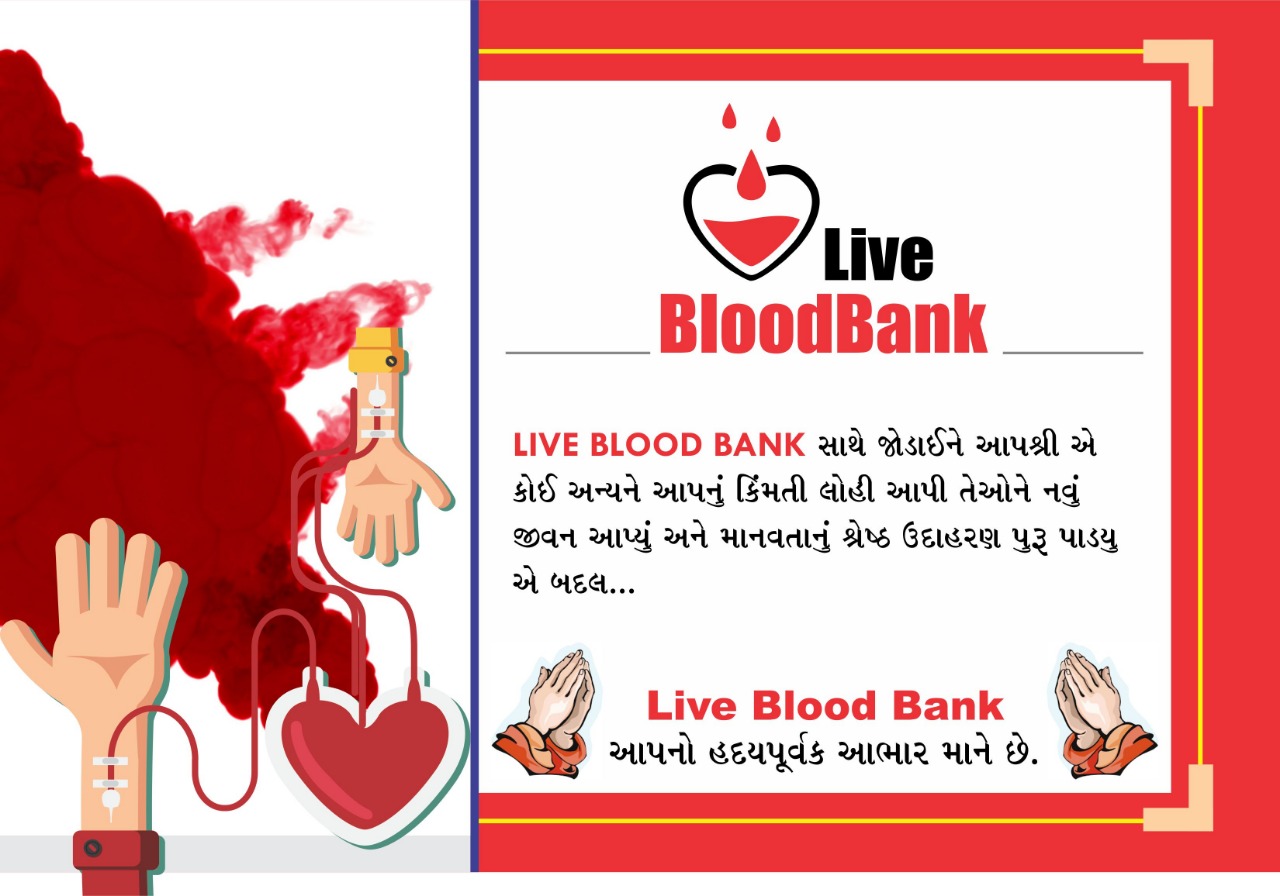 Live
BloodBank
LIVE BLOOD BANK સાથે જોડાઈને આપશ્રી એ
કોઈ અન્યને આપનું કિંમતી લોહી આપી તેઓને નવું
જીવન આપ્યું અને માનવતાનું શ્રેષ્ઠ ઉદાહરણ પુરૂ પાડયુ
એ બદલ...
Live Blood Bank
આપનો હદયપૂર્વક આભાર માને છે.